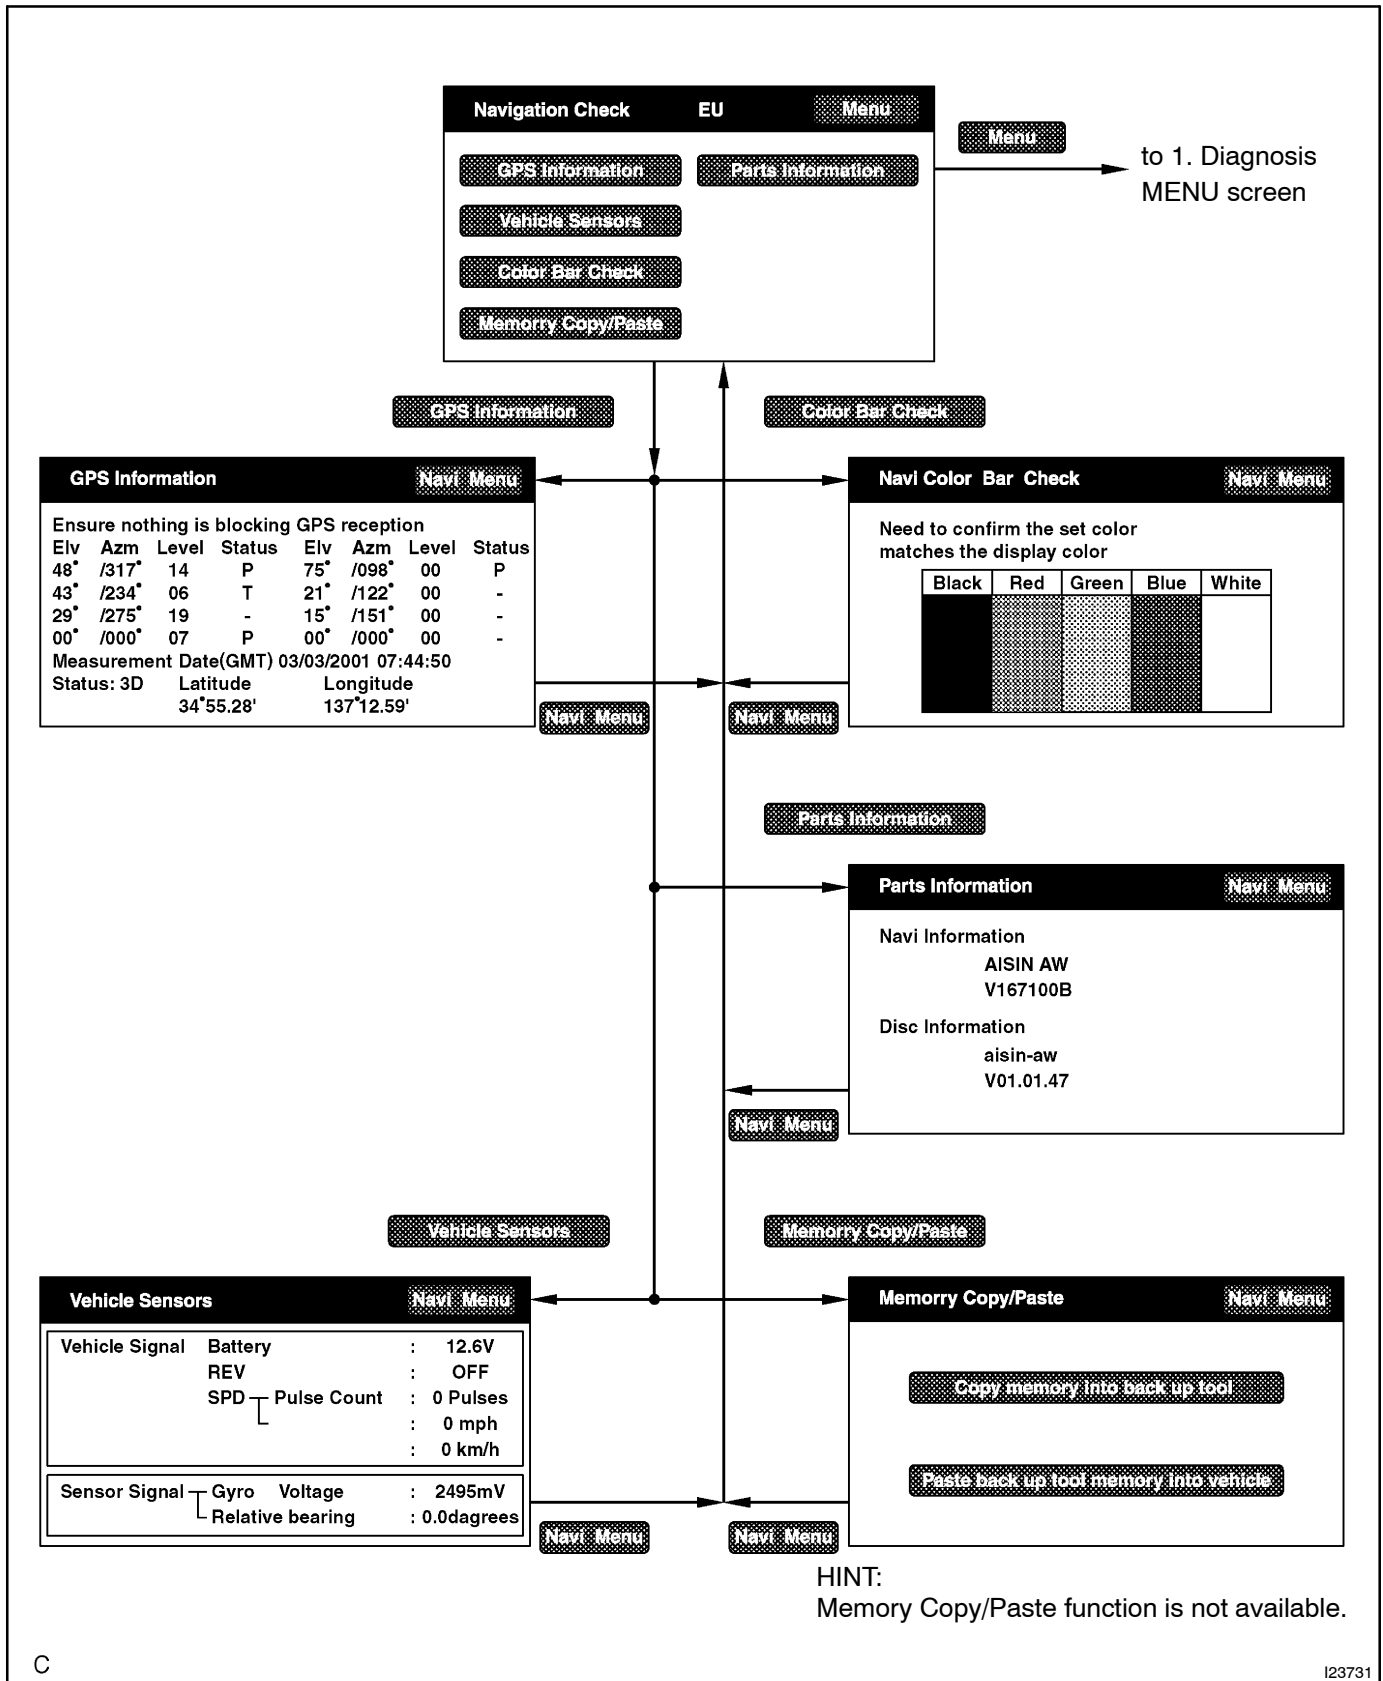 Navigation Check EU Menu
GPS Information Parts Information
Vehicle Sensors
Color Bar Check
Memorry Copy/Paste
Menu
to 1. Diagnosis
MENU screen
GPS Information
Color Bar Check
GPS Information Navi Menu
Ensure nothing is blocking GPS reception
Elv Azm Level Status Elv Azm Level Status
48° /317° 14 P 75° /098° 00 P
43° /234° 06 T 21° /122° 00 -
29° /275° 19 - 15° /151° 00 -
00° /000° 07 P 00° /000° 00 -
Measurement Date(GMT) 03/03/2001 07:44:50
Status: 3D Latitude Longitude
34°55.28' 137°12.59'
Navi Menu
Navi Color Bar Check Navi Menu
Need to confirm the set color
matches the display color
Black Red Green Blue White
Navi Menu
Parts Information
Parts Information Navi Menu
Navi Information
AISIN AW
V167100B
Disc Information
aisin-aw
V01.01.47
Navi Menu
Vehicle Sensors
Memorry Copy/Paste
Vehicle Sensors Navi Menu
Vehicle Signal Battery : 12.6V
REV : OFF
SPD Pulse Count : 0 Pulses
: 0 mph
: 0 km/h
Sensor Signal Gyro Voltage : 2495mV
Relative bearing : 0.0dagrees
Navi Menu
Memorry Copy/Paste Navi Menu
Copy memory into back up tool
Paste back up tool memory into vehicle
Navi Menu
HINT:
Memory Copy/Paste function is not available.
C
I23731